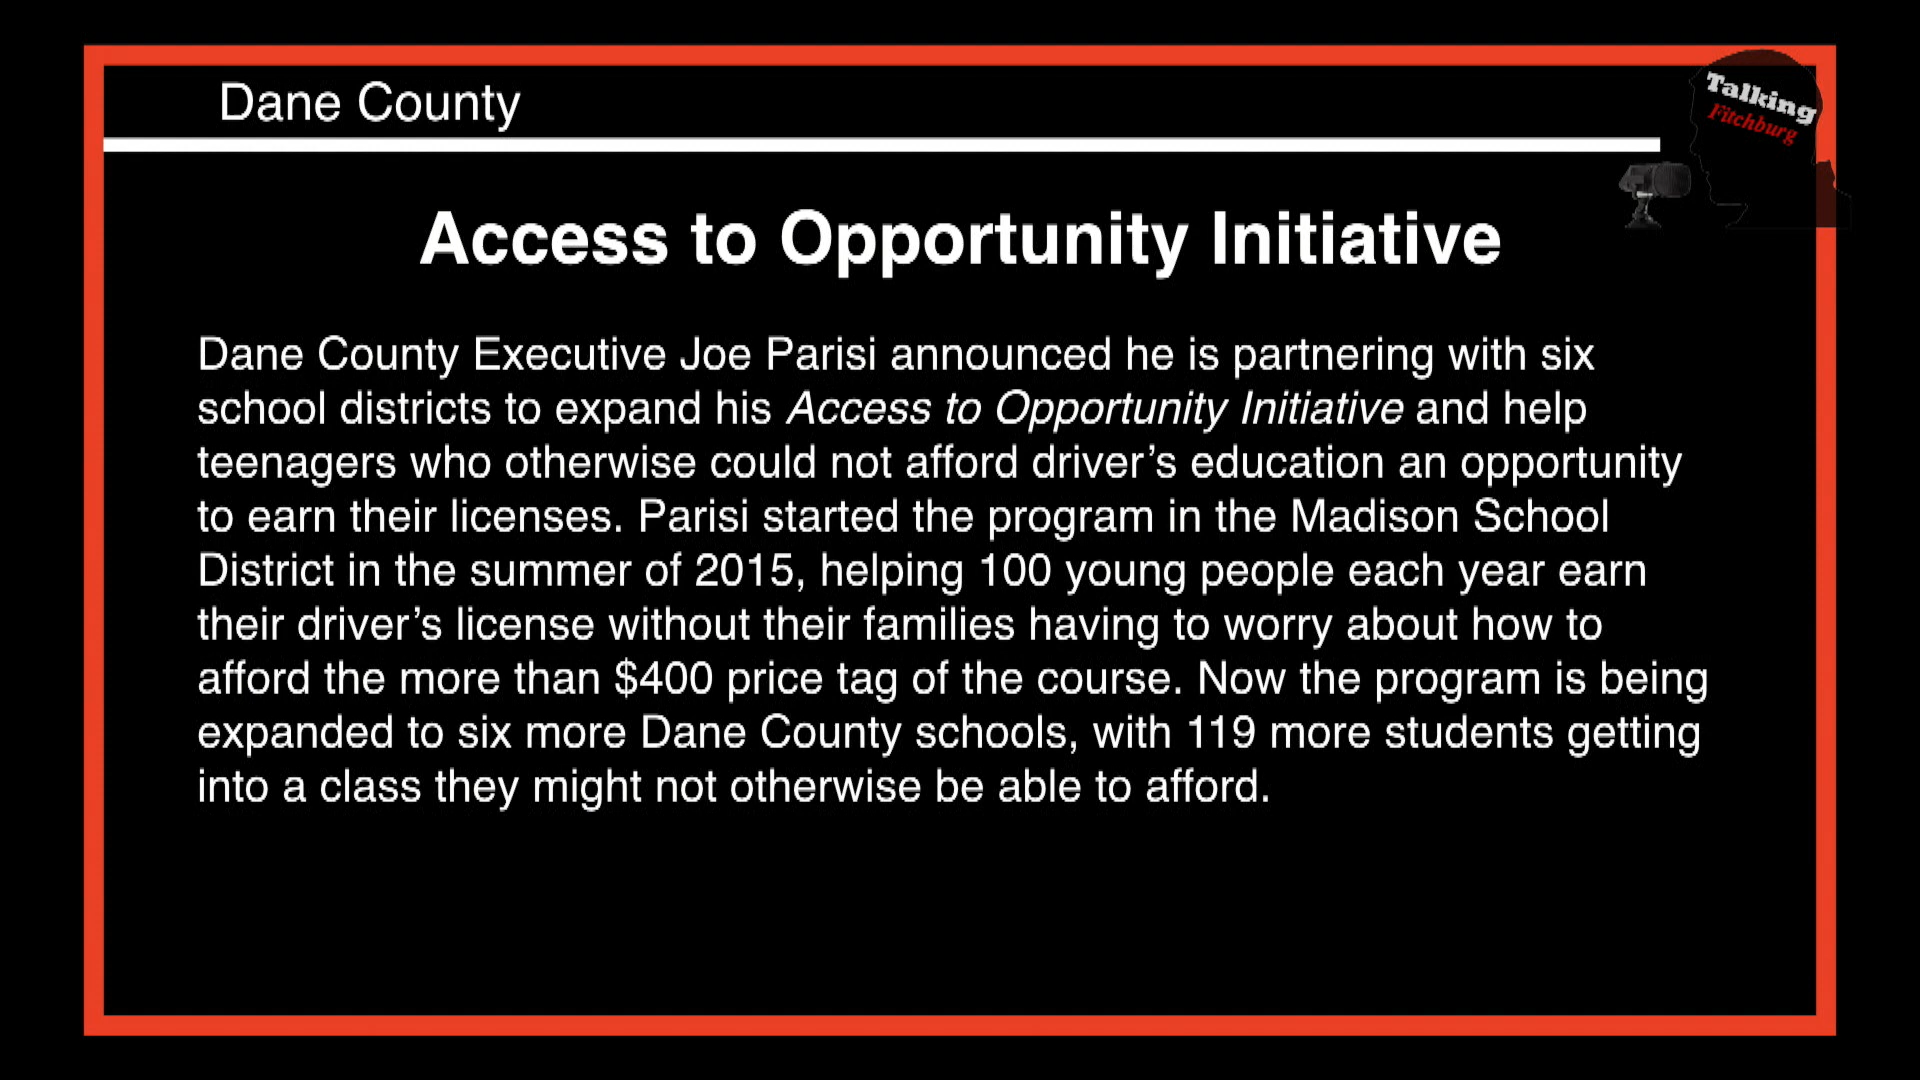 Dane County
Talking
Fitchburg
Access to Opportunity Initiative
Dane County Executive Joe Parisi announced he is partnering with six
school districts to expand his Access to Opportunity Initiative and help
teenagers who otherwise could not afford driver’s education an opportunity
to earn their licenses. Parisi started the program in the Madison School
District in the summer of 2015, helping 100 young people each year earn
their driver’s license without their families having to worry about how to
afford the more than $400 price tag of the course. Now the program is being
expanded to six more Dane County schools, with 119 more students getting
into a class they might not otherwise be able to afford.